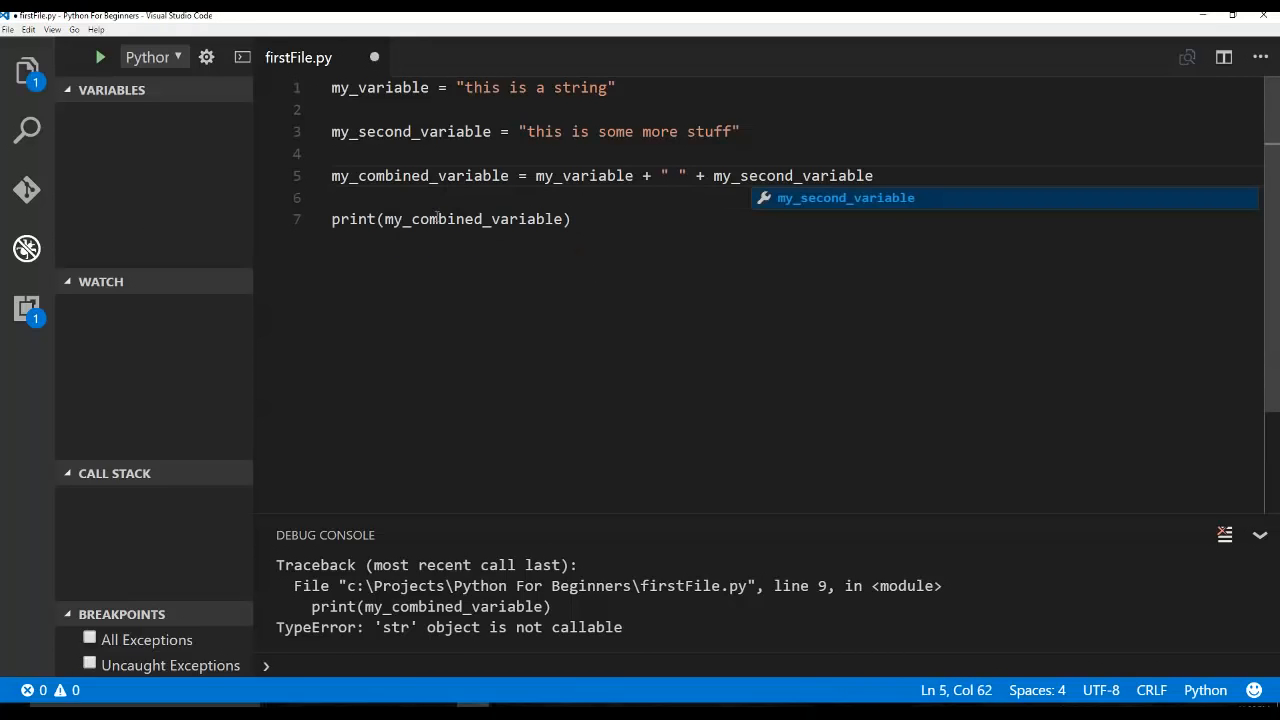 ● firstFile.py - Python For Beginners - Visual Studio Code
File Edit View Go Help
Python
firstFile.py
VARIABLES
WATCH
CALL STACK
BREAKPOINTS
All Exceptions
Uncaught Exceptions
1
1
1 my_variable = "this is a string"
2
3 my_second_variable = "this is some more stuff"
4
5 my_combined_variable = my_variable + " " + my_second_variable
my_second_variable
6
7 print(my_combined_variable)
DEBUG CONSOLE
Traceback (most recent call last):
File "c:\Projects\Python For Beginners\firstFile.py", line 9, in <module>
print(my_combined_variable)
TypeError: 'str' object is not callable
0 0 Ln 5, Col 62 Spaces: 4 UTF-8 CRLF Python